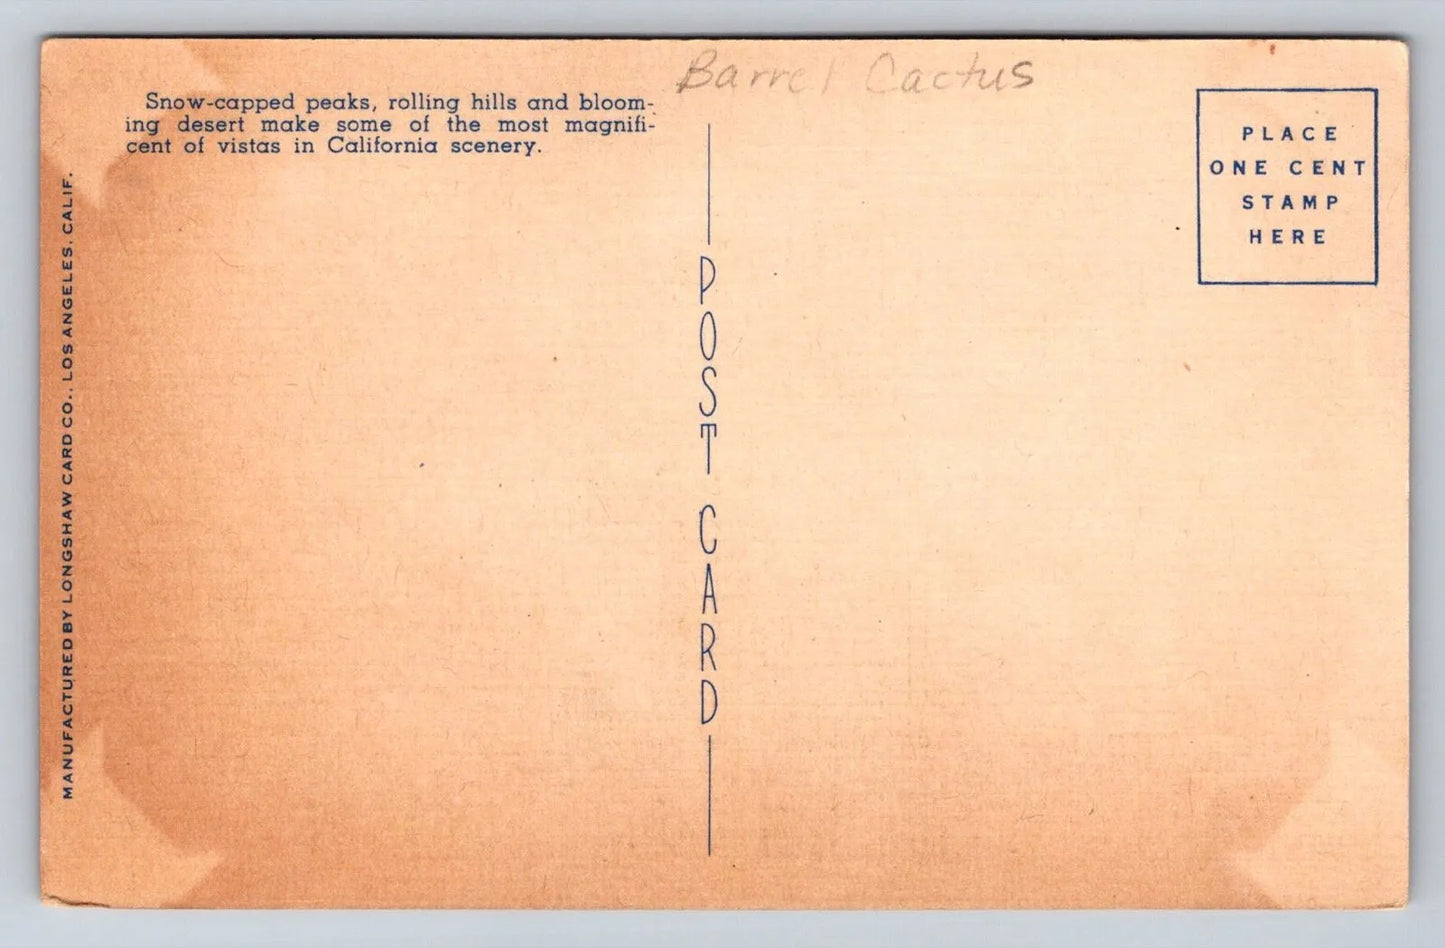 Barrel Cactus
Snow-capped peaks, rolling hills and bloom-
ing desert make some of the most magnifi-
cent of vistas in California scenery.
PLACE
ONE CENT
STAMP
HERE
POST CARD
MANUFACTURED BY LONGSHAW CARD CO., LOS ANGELES, CALIF.